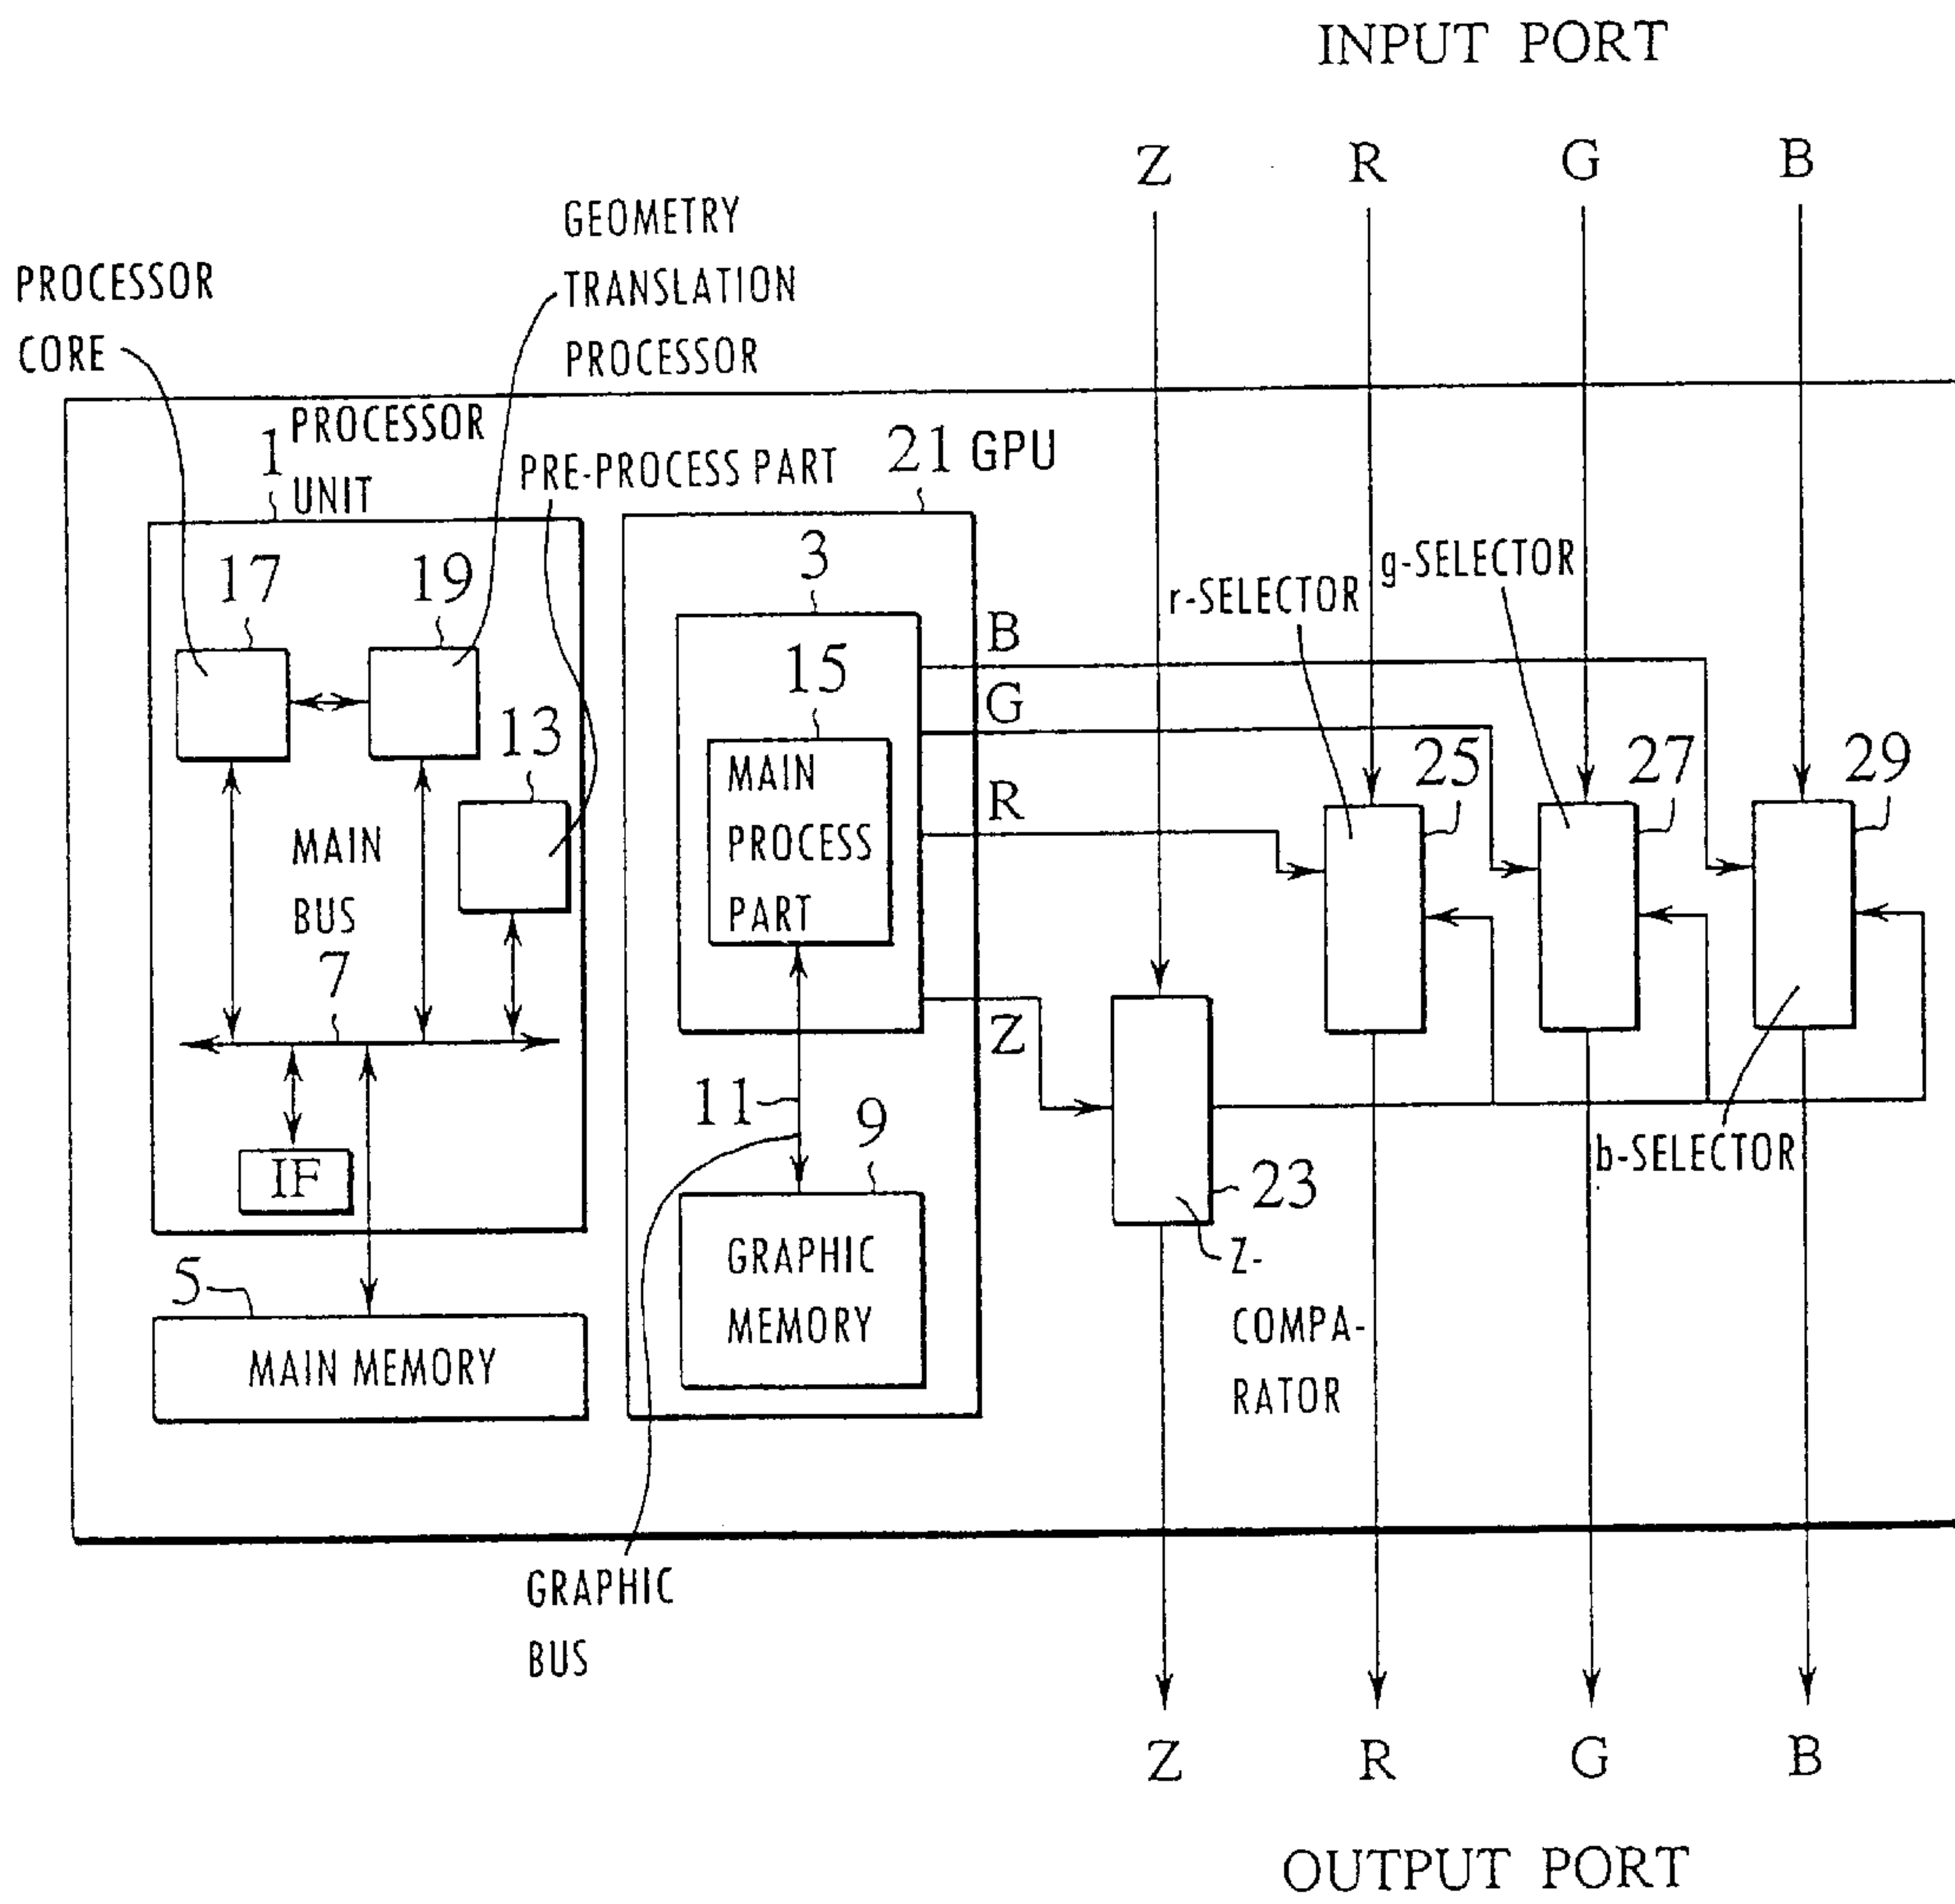 INPUT PORT
Z R G B
GEOMETRY
TRANSLATION
PROCESSOR
PROCESSOR
CORE
1 PROCESSOR
UNIT
PRE-PROCESS PART
21 GPU
17
19
13
3
15
MAIN
PROCESS
PART
B
G
R
Z
r-SELECTOR
g-SELECTOR
25
27
29
MAIN
BUS
7
IF
11
9
GRAPHIC
MEMORY
5
MAIN MEMORY
23
Z-
COMPA-
RATOR
b-SELECTOR
GRAPHIC
BUS
Z R G B
OUTPUT PORT